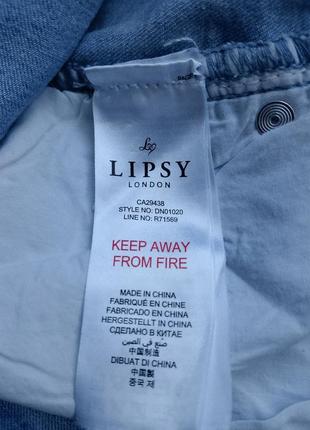 LIPSY
LONDON
CA29438
STYLE NO: DN01020
LINE NO: R71569
KEEP AWAY
FROM FIRE
MADE IN CHINA
FABRIQUÉ EN CHINE
FABRICADO EN CHINA
HERGESTELLT IN CHINA
СДЕЛАНО В КИТАЕ
صنع في الصين
中国制造
DIBUAT DI CHINA
中國製
중국 제